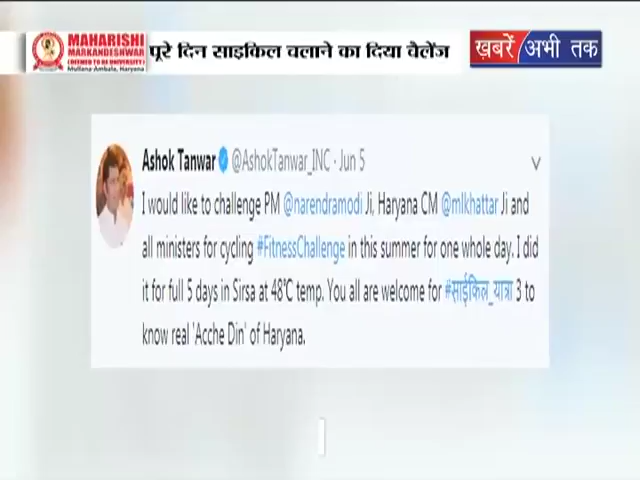 MAHARISHI
MARKANDESHWAR
(DEEMED TO BE UNIVERSITY)
Mullana-Ambala, Haryana
पूरे दिन साइकिल चलाने का दिया चैलेंज
ख़बरें अभी तक
Ashok Tanwar @AshokTanwar_INC · Jun 5
I would like to challenge PM @narendramodi Ji, Haryana CM @mlkhattar Ji and
all ministers for cycling #FitnessChallenge in this summer for one whole day. I did
it for full 5 days in Sirsa at 48℃ temp. You all are welcome for #साईकिल_यात्रा 3 to
know real 'Acche Din' of Haryana.